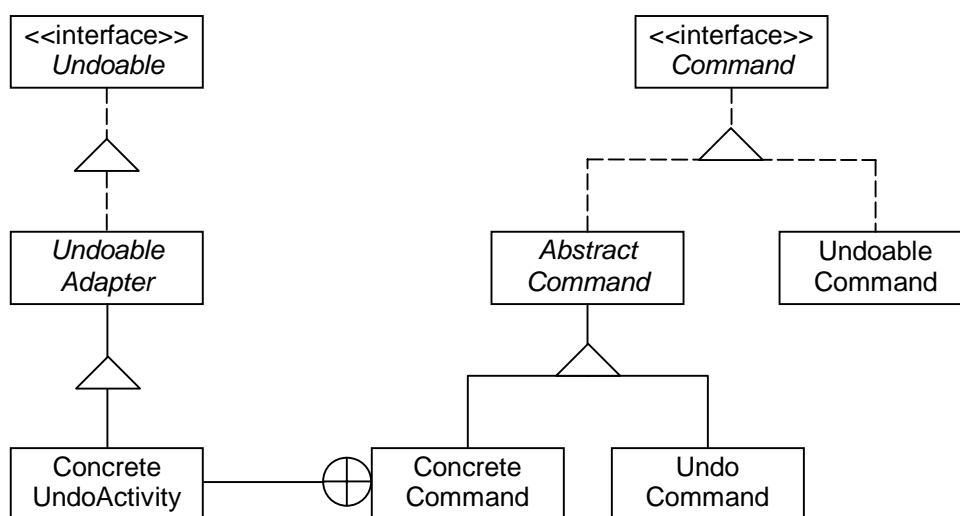 <<interface>>
Undoable
<<interface>>
Command
Undoable
Adapter
Abstract
Command
Undoable
Command
Concrete
UndoActivity
Concrete
Command
Undo
Command